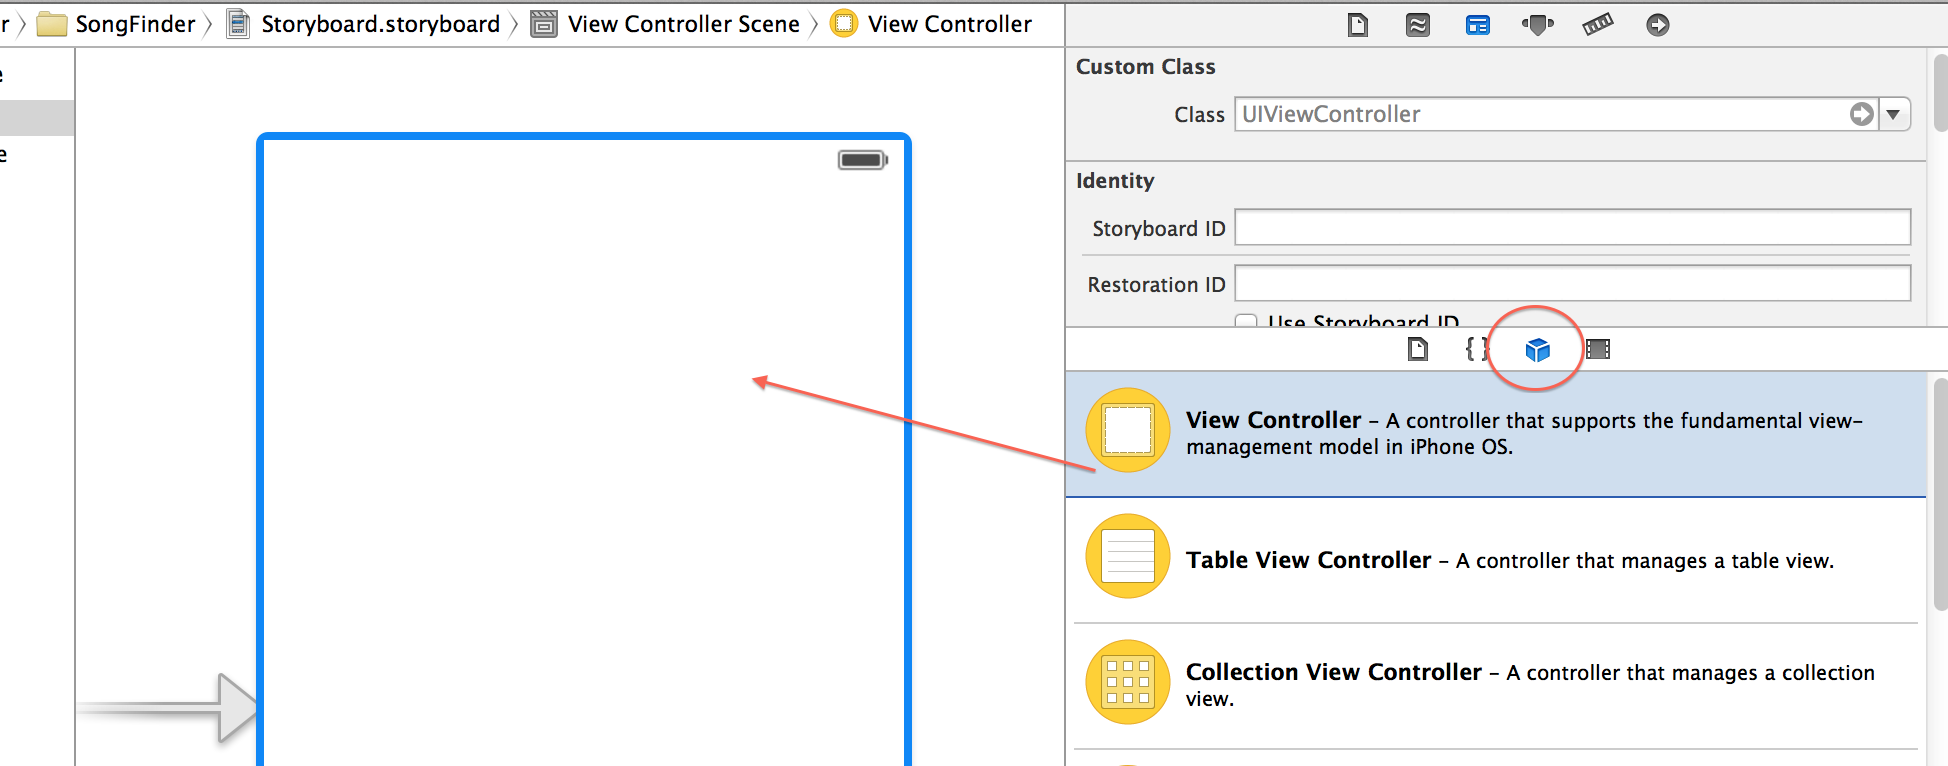 r SongFinder Storyboard.storyboard View Controller Scene View Controller
e
e
Custom Class
Class UIViewController
Identity
Storyboard ID
Restoration ID
Use Storyboard ID
{ }
View Controller – A controller that supports the fundamental view-
management model in iPhone OS.
Table View Controller – A controller that manages a table view.
Collection View Controller – A controller that manages a collection
view.